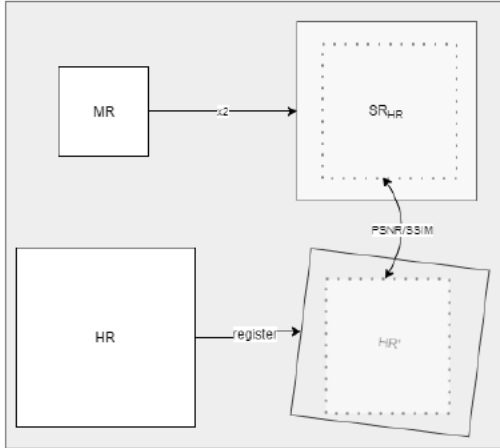 MR
x2
SR_HR
PSNR/SSIM
HR
register
HR'